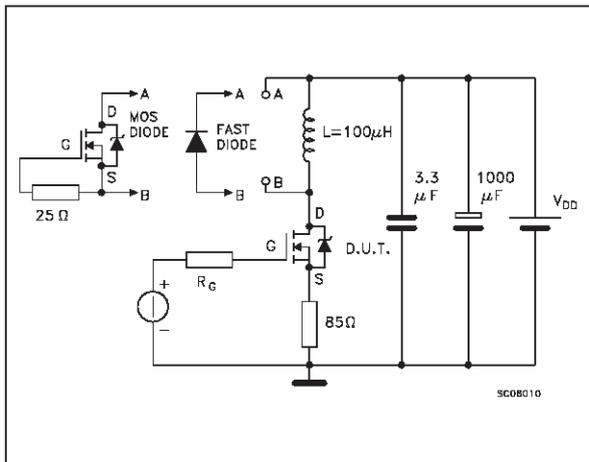 A
D
MOS
DIODE
G
S
B
25 Ω
A
FAST
DIODE
B
A
L=100μH
B
D
G
D.U.T.
S
R_G
+
−
85Ω
3.3
μF
1000
μF
V_DD
SC08010